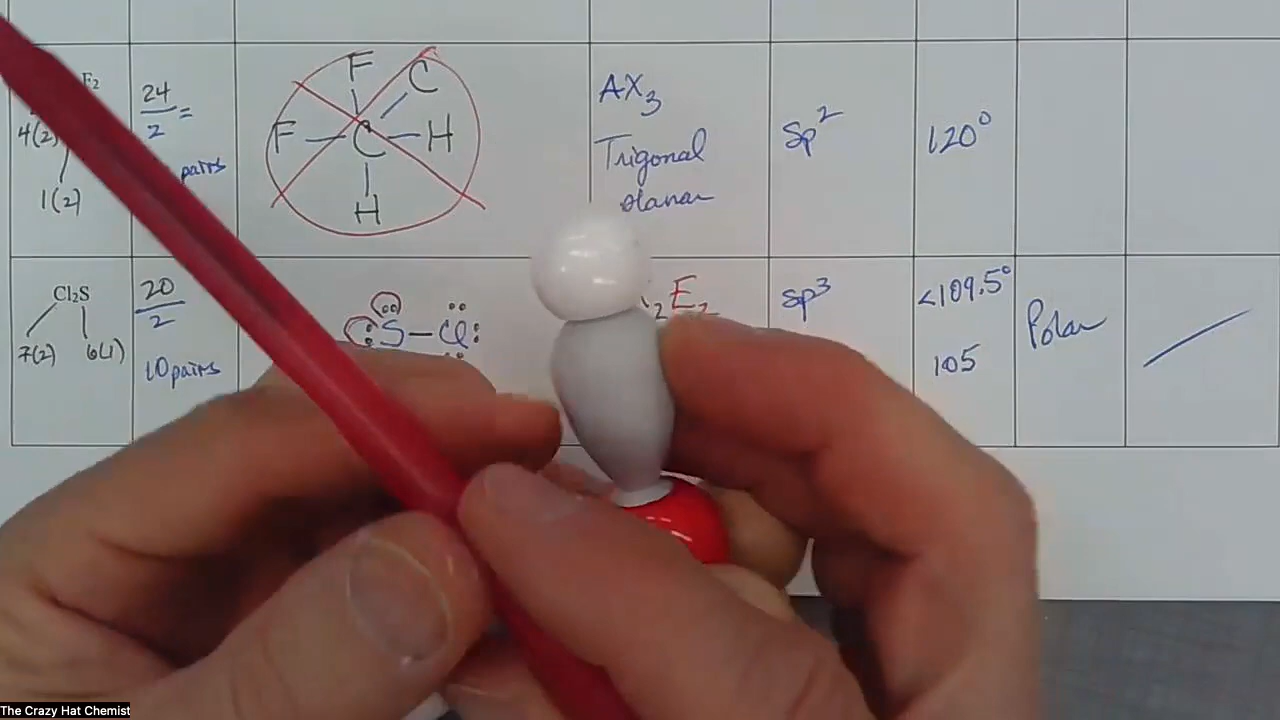 F₂
4(2)
1(2)
24
2 =
pairs
F C
F — C — H
H
AX₃
Trigonal
planar
Sp²
120°
Cl₂S
7(2) 6(1)
20
2
10 pairs
S — Cl
₂E₂
sp³
<109.5°
105
Polar
The Crazy Hat Chemist